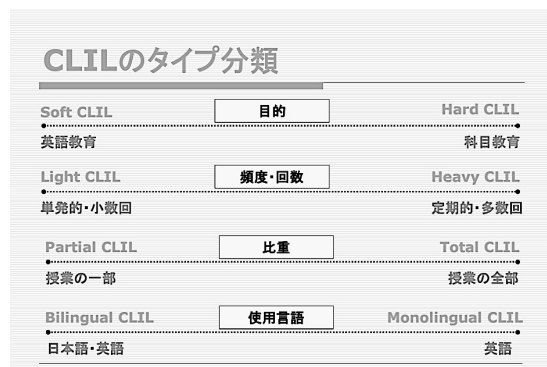 CLILのタイプ分類
Soft CLIL 目的 Hard CLIL
英語教育 科目教育
Light CLIL 頻度・回数 Heavy CLIL
単発的・小数回 定期的・多数回
Partial CLIL 比重 Total CLIL
授業の一部 授業の全部
Bilingual CLIL 使用言語 Monolingual CLIL
日本語・英語 英語